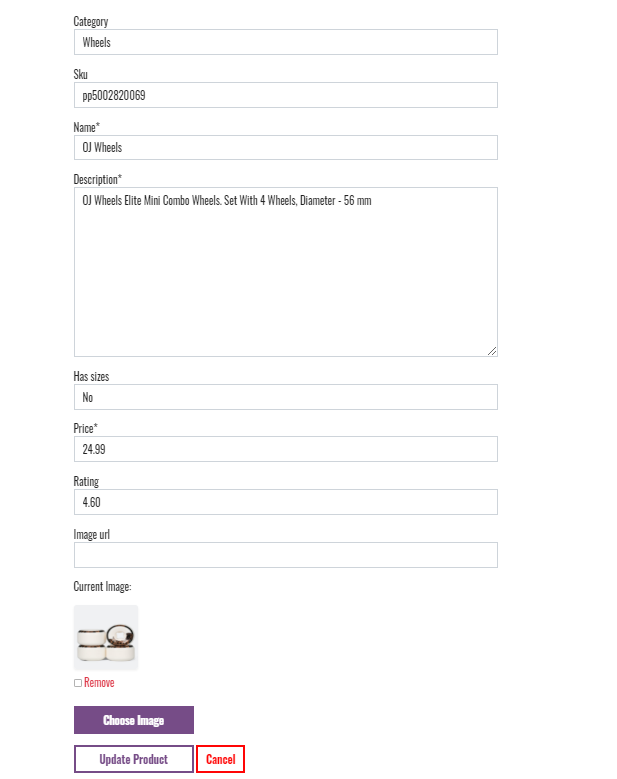 Category
Wheels
Sku
pp5002820069
Name*
OJ Wheels
Description*
OJ Wheels Elite Mini Combo Wheels. Set With 4 Wheels, Diameter - 56 mm
Has sizes
No
Price*
24.99
Rating
4.60
Image url
Current Image:
Remove
Choose Image
Update Product
Cancel